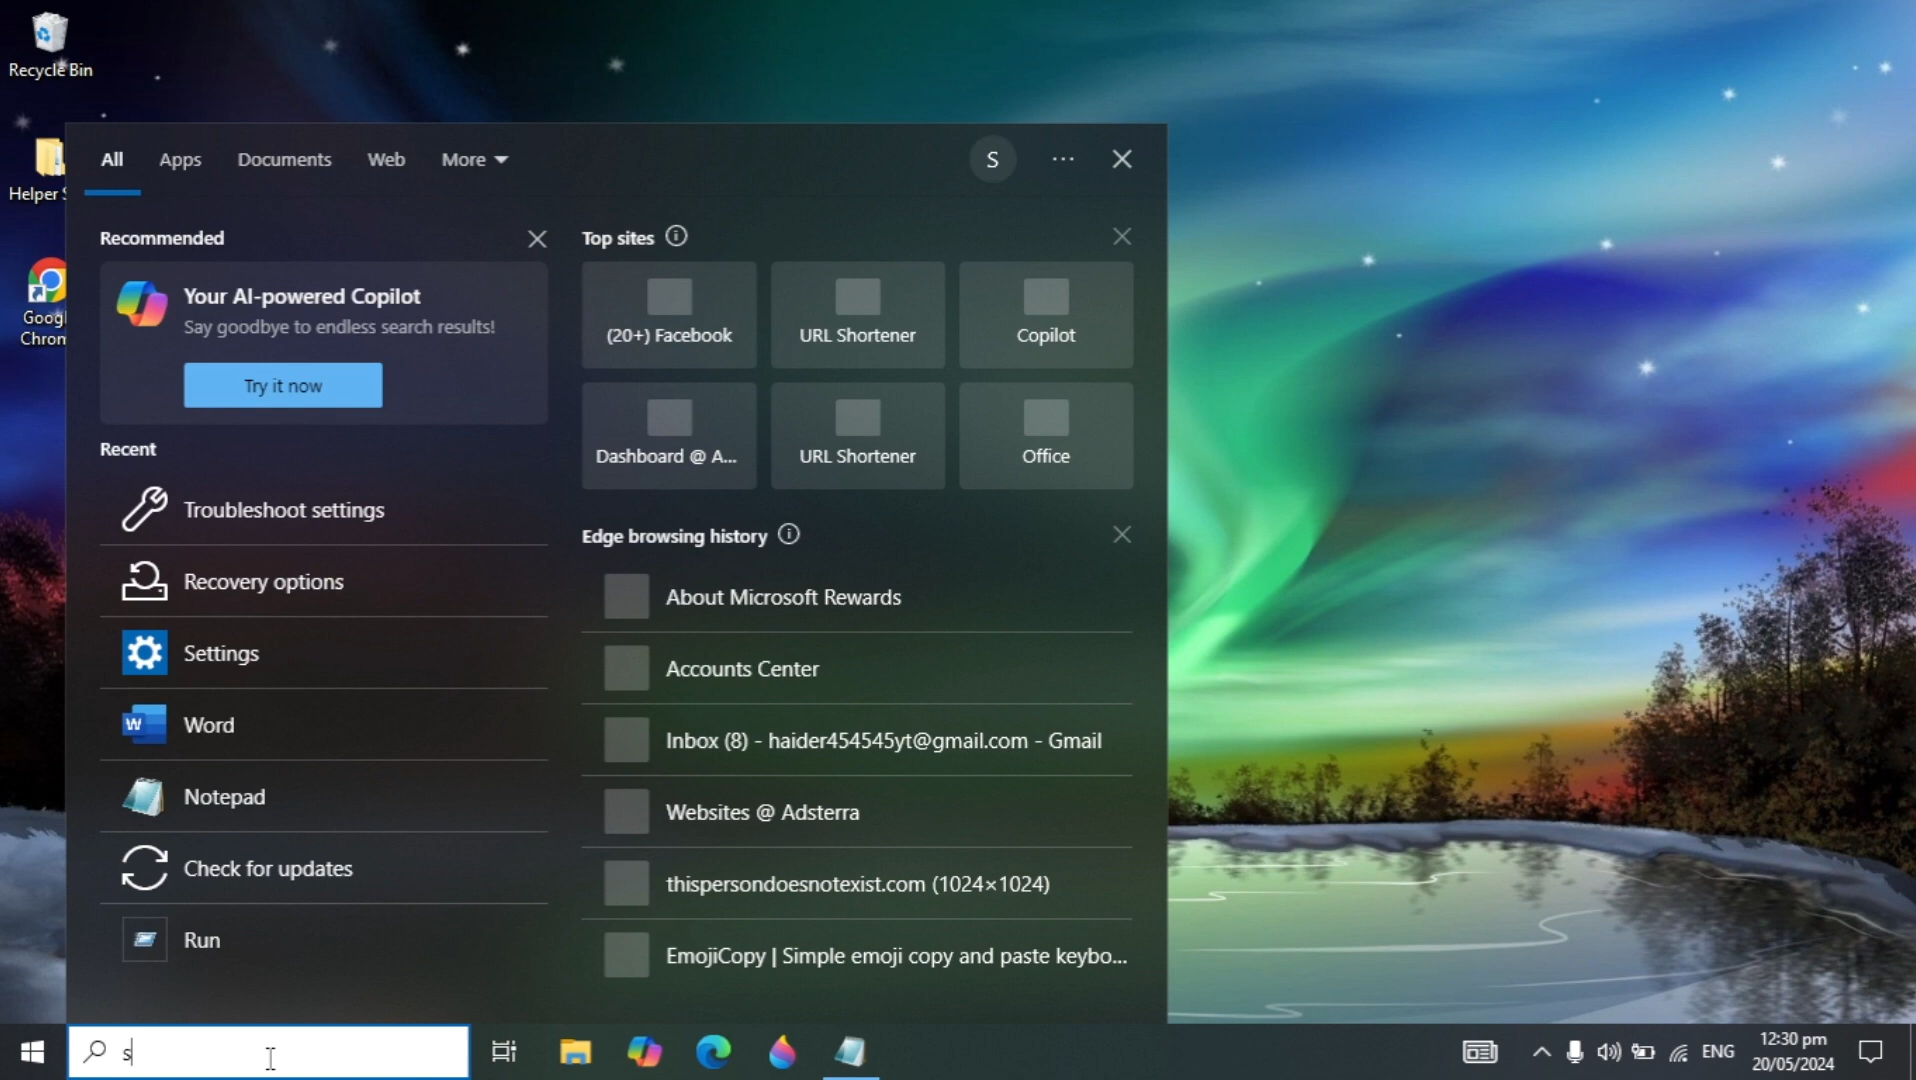 Recycle Bin
Helper S
Googl
Chrom
All Apps Documents Web More
S
Recommended
Your AI-powered Copilot
Say goodbye to endless search results!
Try it now
Recent
Troubleshoot settings
Recovery options
Settings
Word
Notepad
Check for updates
Run
Top sites
(20+) Facebook
URL Shortener
Copilot
Dashboard @ A...
URL Shortener
Office
Edge browsing history
About Microsoft Rewards
Accounts Center
Inbox (8) - haider454545yt@gmail.com - Gmail
Websites @ Adsterra
thispersondoesnotexist.com (1024×1024)
EmojiCopy | Simple emoji copy and paste keybo...
s
ENG
12:30 pm
20/05/2024